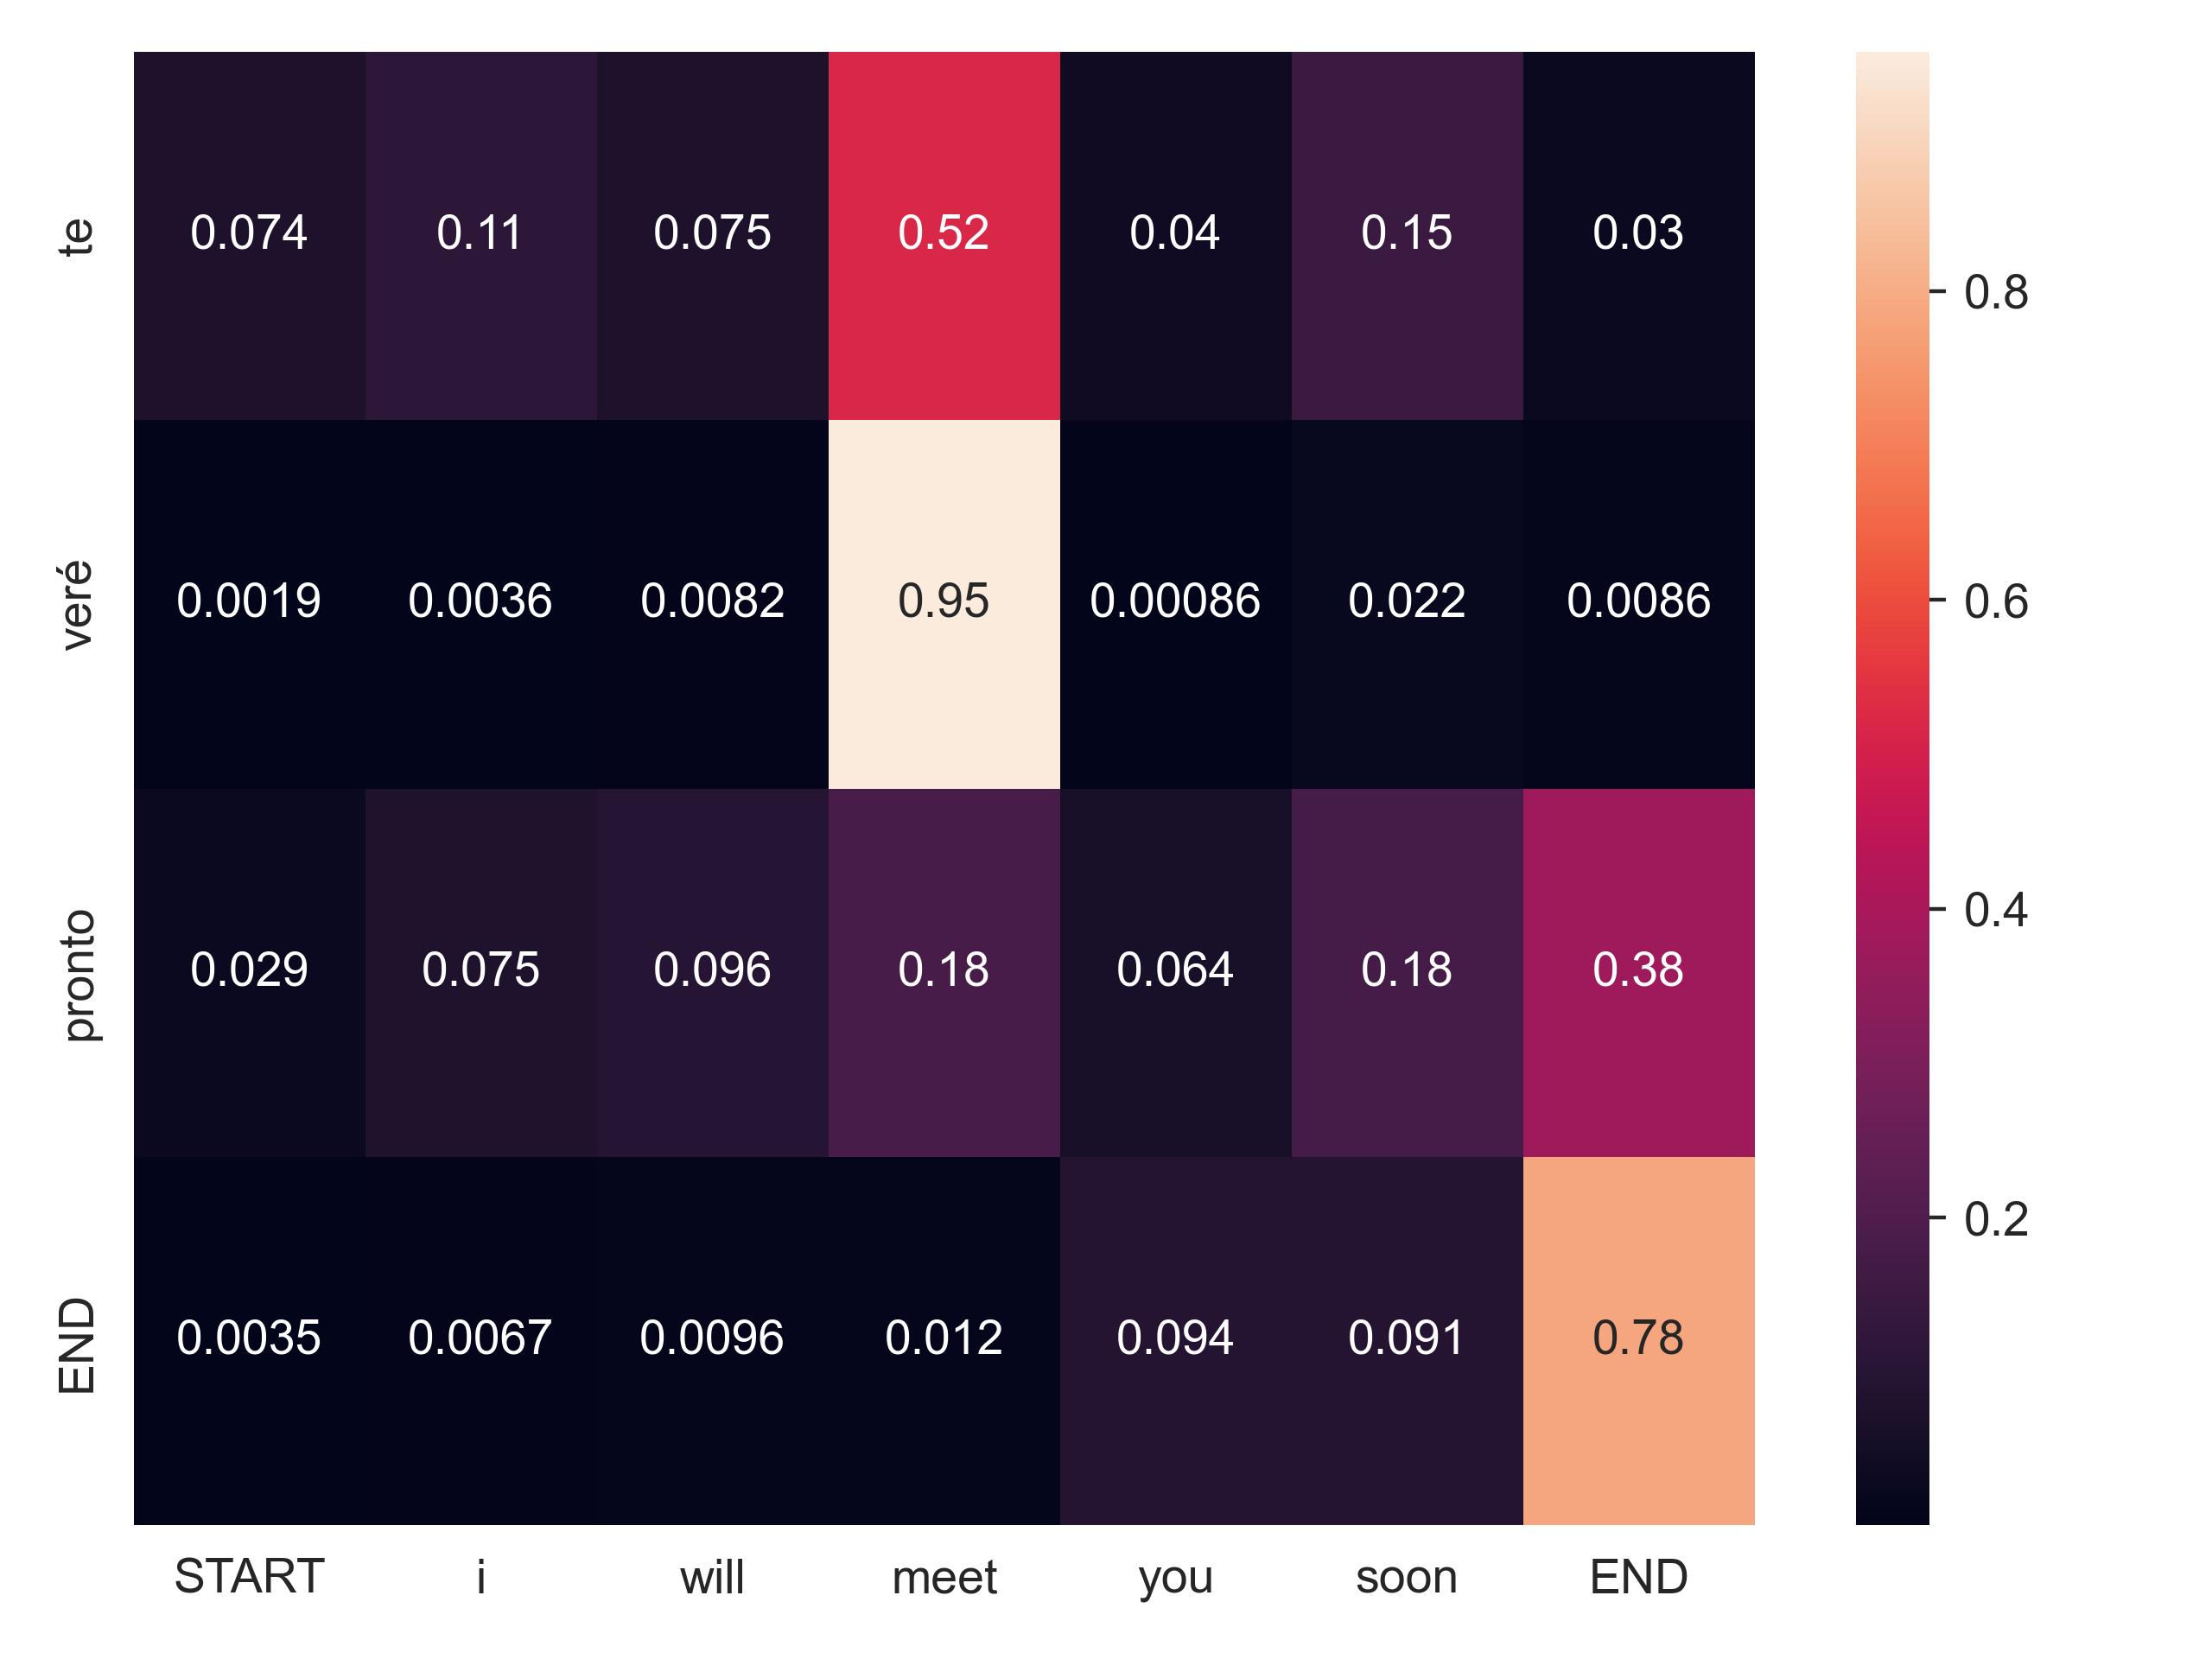 te 0.074 0.11 0.075 0.52 0.04 0.15 0.03
veré 0.0019 0.0036 0.0082 0.95 0.00086 0.022 0.0086
pronto 0.029 0.075 0.096 0.18 0.064 0.18 0.38
END 0.0035 0.0067 0.0096 0.012 0.094 0.091 0.78
START i will meet you soon END
0.8
0.6
0.4
0.2